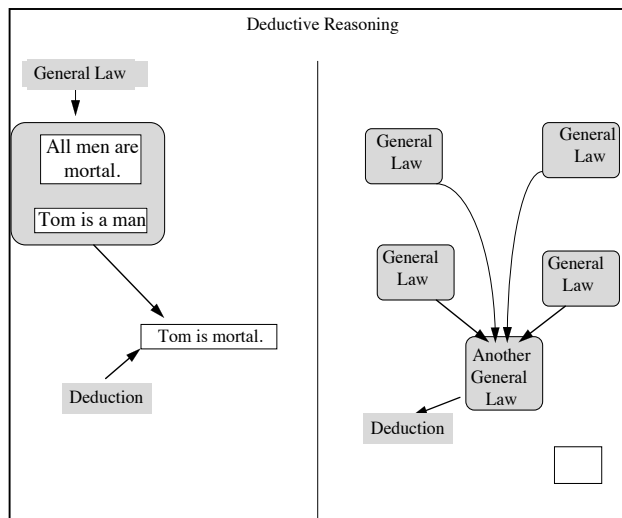 Deductive Reasoning
General Law
All men are
mortal.
Tom is a man
Tom is mortal.
Deduction
General
Law
General
Law
General
Law
General
Law
Another
General
Law
Deduction